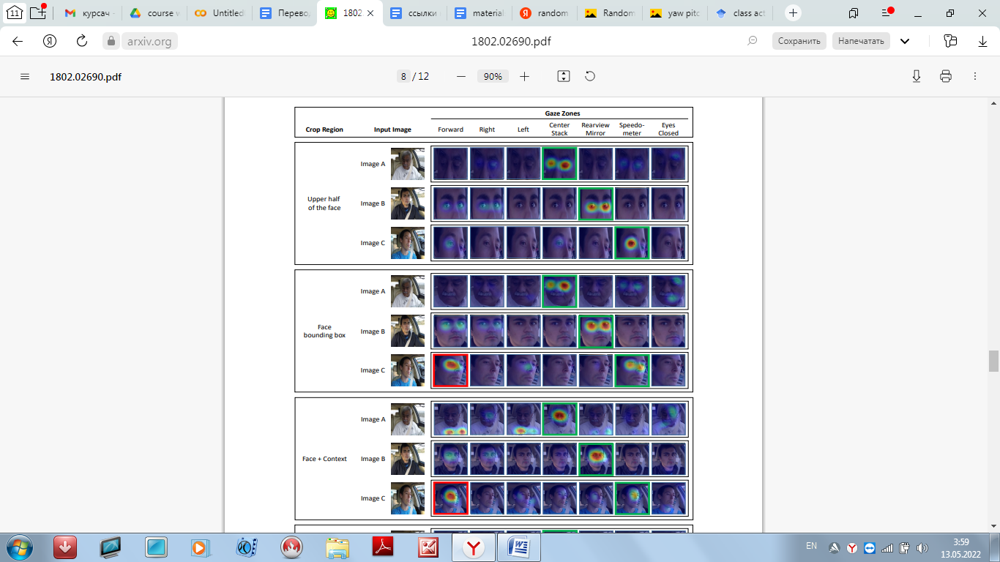 11
курсач -
course w
Untitled
Перевод
1802
ссылки
material
random
Random
yaw pitc
class act
arxiv.org
1802.02690.pdf
Сохранить
Напечатать
1802.02690.pdf
8 / 12
90%
Gaze Zones
Crop Region Input Image Forward Right Left Center Stack Rearview Mirror Speedo-meter Eyes Closed
Image A
Upper half
of the face
Image B
Image C
Image A
Face
bounding box
Image B
Image C
Image A
Face + Context
Image B
Image C
EN
3:59
13.05.2022